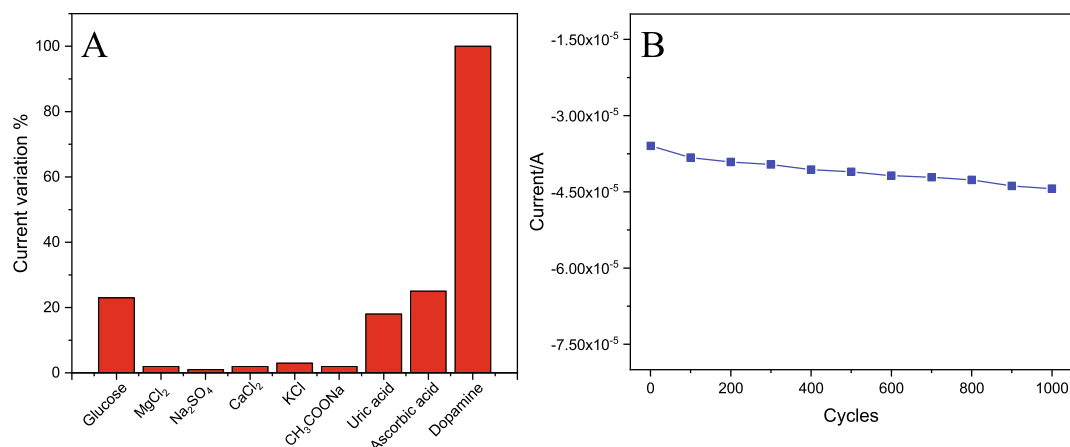 A
Current variation %
100
80
60
40
20
0
Glucose
MgCl₂
Na₂SO₄
CaCl₂
KCl
CH₃COONa
Uric acid
Ascorbic acid
Dopamine
B
Current/A
-1.50x10⁻⁵
-3.00x10⁻⁵
-4.50x10⁻⁵
-6.00x10⁻⁵
-7.50x10⁻⁵
0 200 400 600 800 1000
Cycles